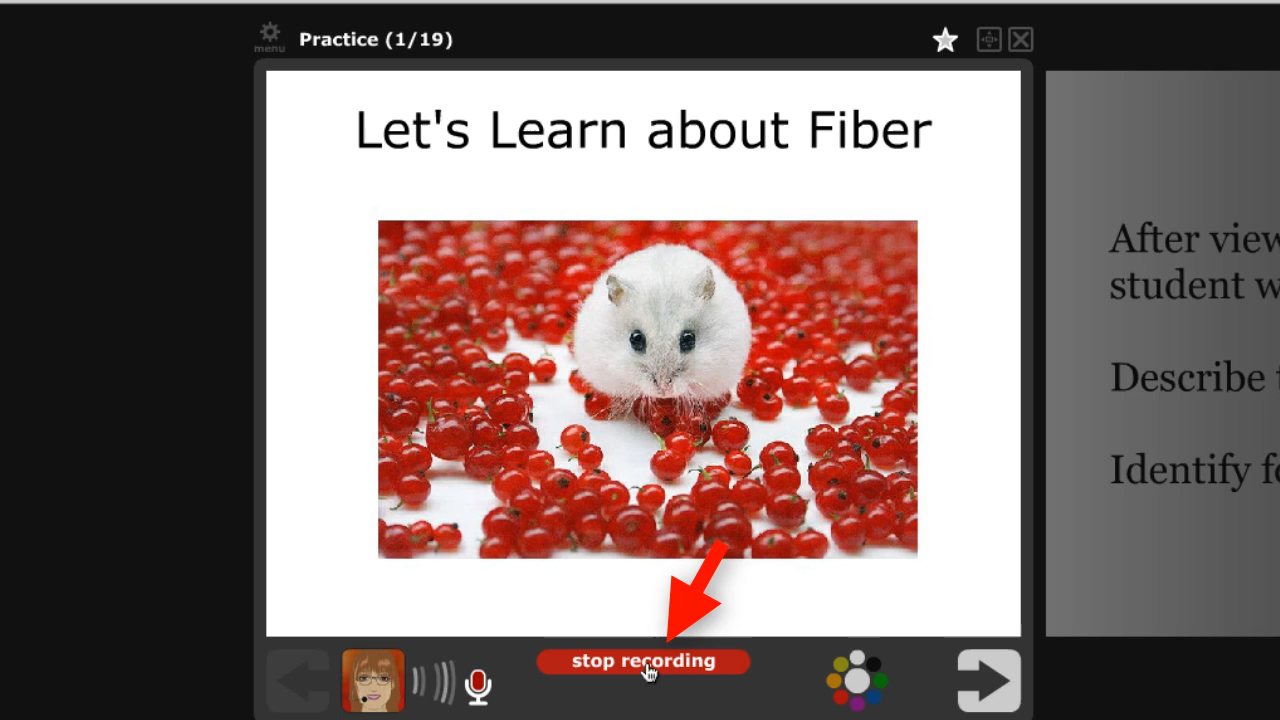 menu
Practice (1/19)
Let's Learn about Fiber
After view
student w
Describe
Identify fo
stop recording